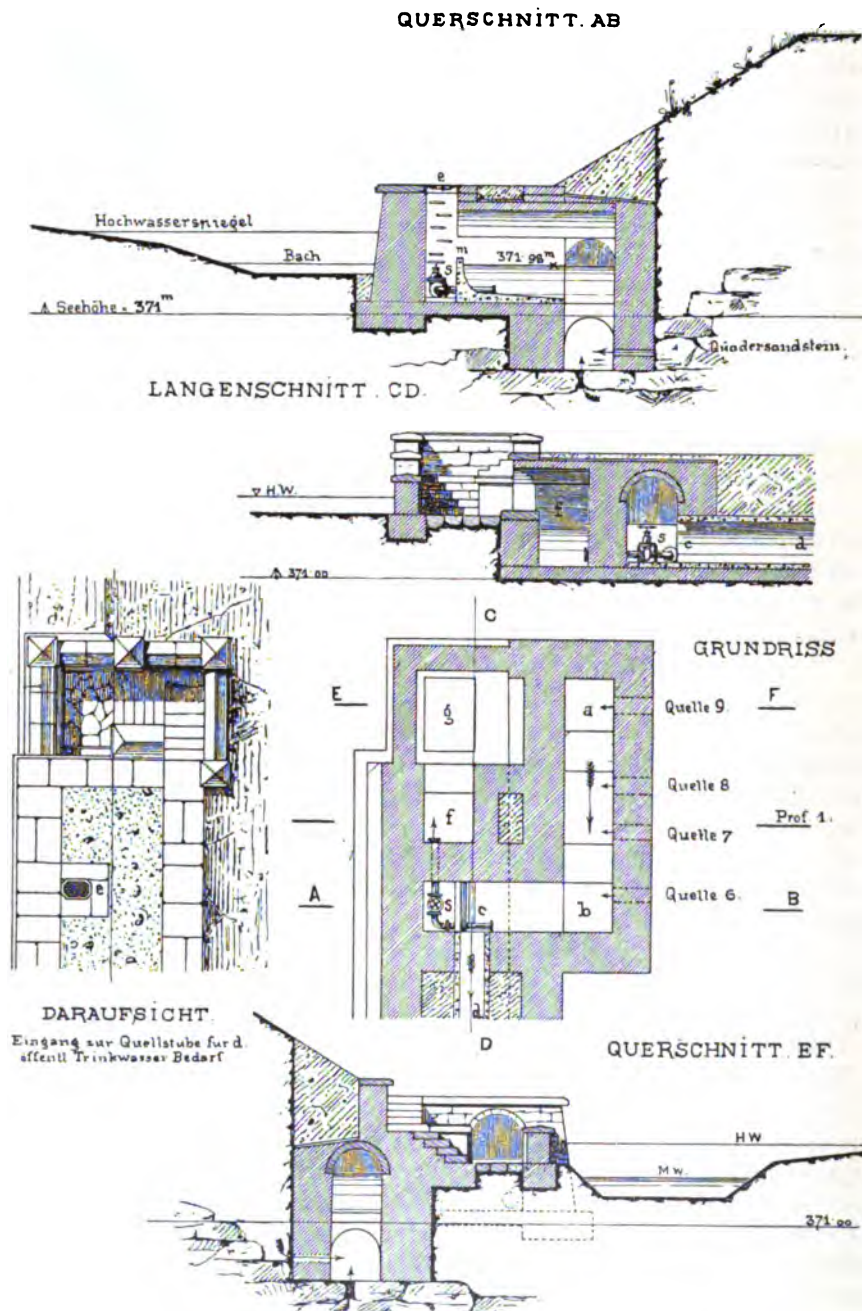 QUERSCHNITT. AB
e
Hochwasserspiegel
Bach
m
s
371·98ᵐ
Seehöhe = 371ᵐ
Quadersandstein.
LANGENSCHNITT. CD.
H.W.
f
s
c
d
371·00
C
GRUNDRISS
E
g
a
Quelle 9.
F
Quelle 8
f
Quelle 7
Prof. 1.
A
e
s
c
b
Quelle 6
B
d
D
DARAUFSICHT.
Eingang zur Quellstube für d.
öffentl Trinkwasser Bedarf
QUERSCHNITT. EF.
HW
MW.
371·00